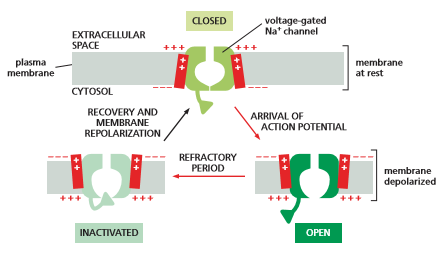 CLOSED
EXTRACELLULAR
SPACE
+ + +
+ + +
voltage-gated
Na⁺ channel
plasma
membrane
+
+
+
+
membrane
at rest
– – –
– – –
CYTOSOL
RECOVERY AND
MEMBRANE
REPOLARIZATION
ARRIVAL OF
ACTION POTENTIAL
REFRACTORY
PERIOD
– – –
– – –
– – –
– – –
+
+
+
+
+
+
+
+
membrane
depolarized
+ + +
+ + +
+ + +
+ + +
INACTIVATED
OPEN